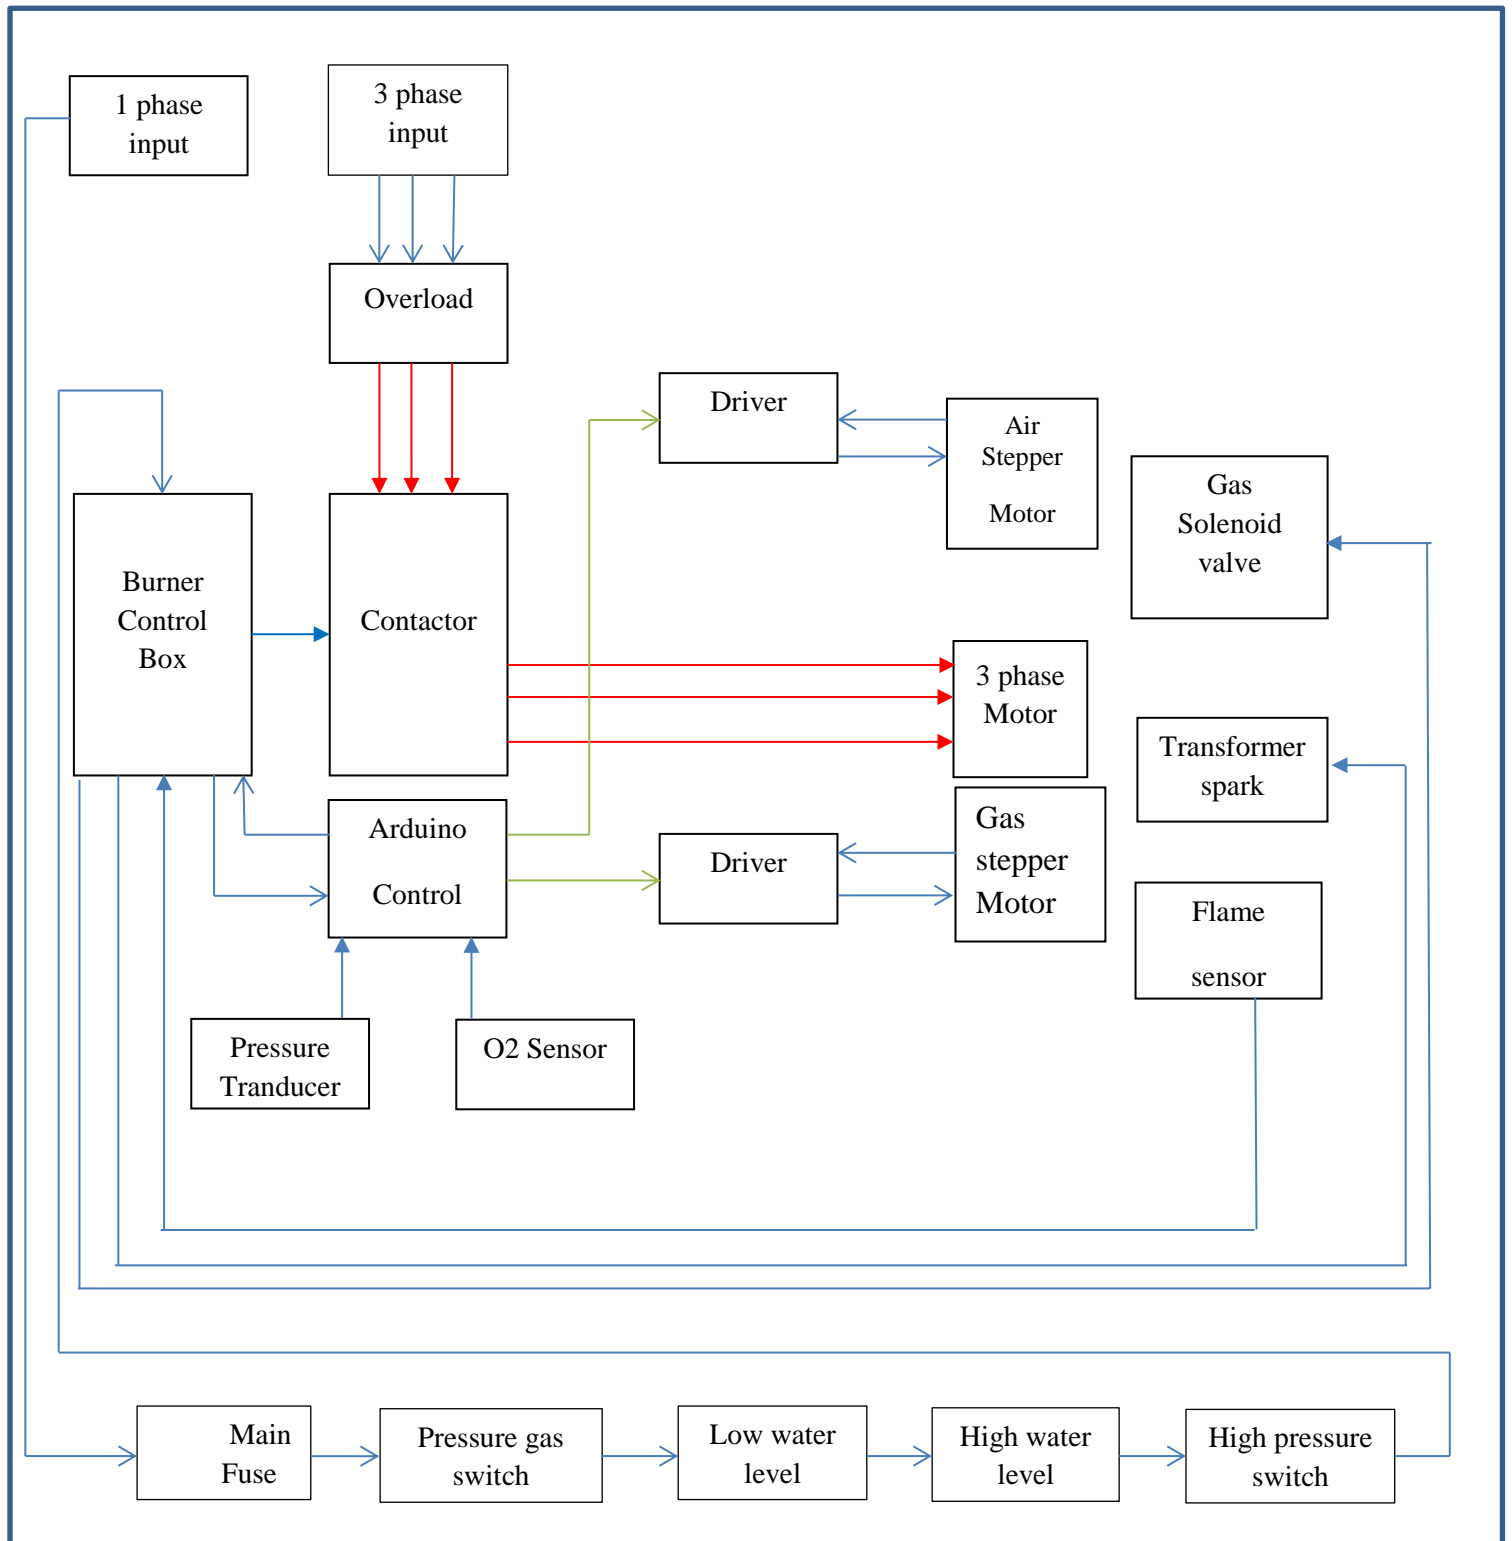 1 phase
input
3 phase
input
Overload
Driver
Air
Stepper
Motor
Gas
Solenoid
valve
Burner
Control
Box
Contactor
3 phase
Motor
Transformer
spark
Arduino
Control
Driver
Gas
stepper
Motor
Flame
sensor
Pressure
Tranducer
O2 Sensor
Main
Fuse
Pressure gas
switch
Low water
level
High water
level
High pressure
switch